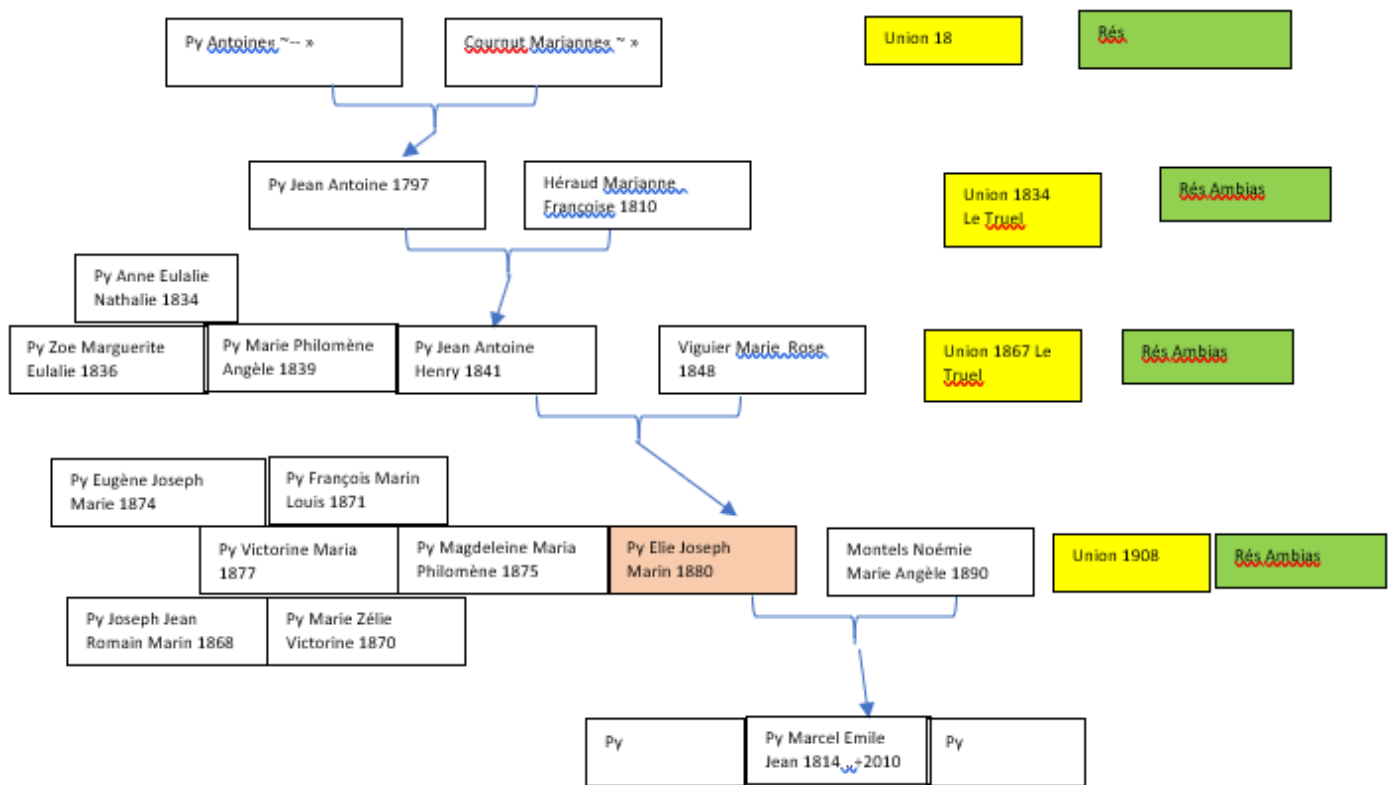 Py Antoine« ~-- »
Cournut Marianne« ~ »
Union 18
Rés
Py Jean Antoine 1797
Héraud Marianne
Françoise 1810
Union 1834
Le Truel
Rés Ambias
Py Anne Eulalie
Nathalie 1834
Py Zoe Marguerite
Eulalie 1836
Py Marie Philomène
Angèle 1839
Py Jean Antoine
Henry 1841
Viguier Marie Rose
1848
Union 1867 Le
Truel
Rés Ambias
Py Eugène Joseph
Marie 1874
Py François Marin
Louis 1871
Py Victorine Maria
1877
Py Magdeleine Maria
Philomène 1875
Py Elie Joseph
Marin 1880
Montels Noémie
Marie Angèle 1890
Union 1908
Rés Ambias
Py Joseph Jean
Romain Marin 1868
Py Marie Zélie
Victorine 1870
Py
Py Marcel Emile
Jean 1814 ..+2010
Py